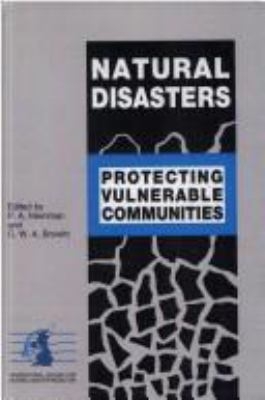 NATURAL
DISASTERS
PROTECTING
VULNERABLE
COMMUNITIES
Edited by
P. A. Merriman
and
C. W. A. Browitt